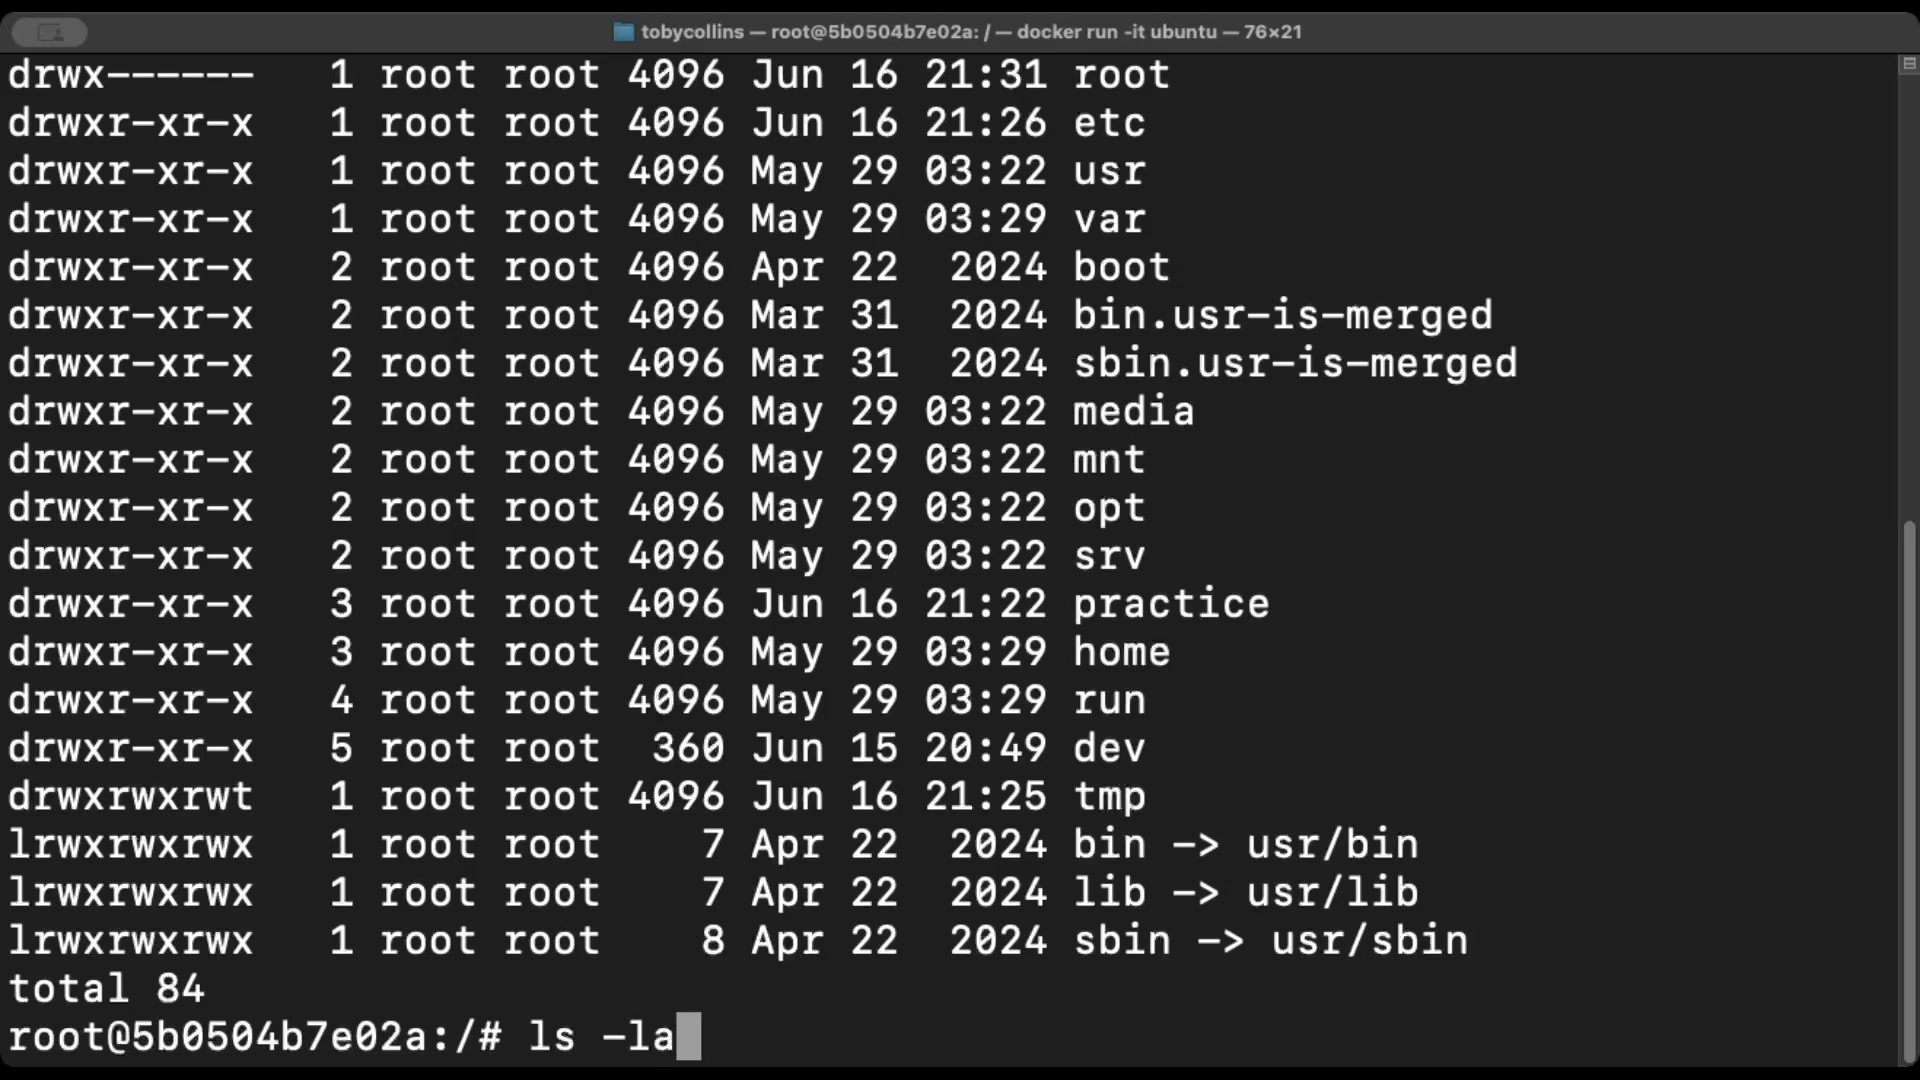 tobycollins — root@5b0504b7e02a: / — docker run -it ubuntu — 76×21
drwx------   1 root root 4096 Jun 16 21:31 root
drwxr-xr-x   1 root root 4096 Jun 16 21:26 etc
drwxr-xr-x   1 root root 4096 May 29 03:22 usr
drwxr-xr-x   1 root root 4096 May 29 03:29 var
drwxr-xr-x   2 root root 4096 Apr 22  2024 boot
drwxr-xr-x   2 root root 4096 Mar 31  2024 bin.usr-is-merged
drwxr-xr-x   2 root root 4096 Mar 31  2024 sbin.usr-is-merged
drwxr-xr-x   2 root root 4096 May 29 03:22 media
drwxr-xr-x   2 root root 4096 May 29 03:22 mnt
drwxr-xr-x   2 root root 4096 May 29 03:22 opt
drwxr-xr-x   2 root root 4096 May 29 03:22 srv
drwxr-xr-x   3 root root 4096 Jun 16 21:22 practice
drwxr-xr-x   3 root root 4096 May 29 03:29 home
drwxr-xr-x   4 root root 4096 May 29 03:29 run
drwxr-xr-x   5 root root  360 Jun 15 20:49 dev
drwxrwxrwt   1 root root 4096 Jun 16 21:25 tmp
lrwxrwxrwx   1 root root    7 Apr 22  2024 bin -> usr/bin
lrwxrwxrwx   1 root root    7 Apr 22  2024 lib -> usr/lib
lrwxrwxrwx   1 root root    8 Apr 22  2024 sbin -> usr/sbin
total 84
root@5b0504b7e02a:/# ls -la